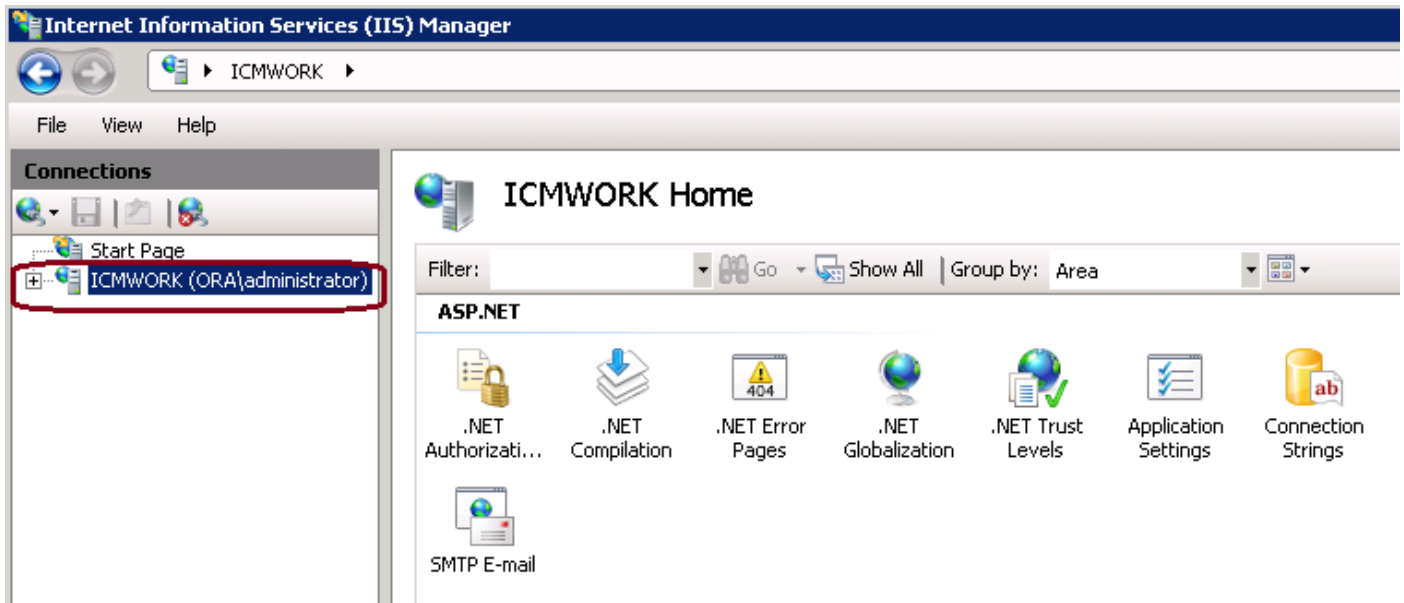 Internet Information Services (IIS) Manager
ICMWORK
File View Help
Connections
Start Page
ICMWORK (ORA\administrator)
ICMWORK Home
Filter: Go Show All Group by: Area
ASP.NET
.NET Authorizati...
.NET Compilation
404
.NET Error Pages
.NET Globalization
.NET Trust Levels
Application Settings
ab
Connection Strings
SMTP E-mail